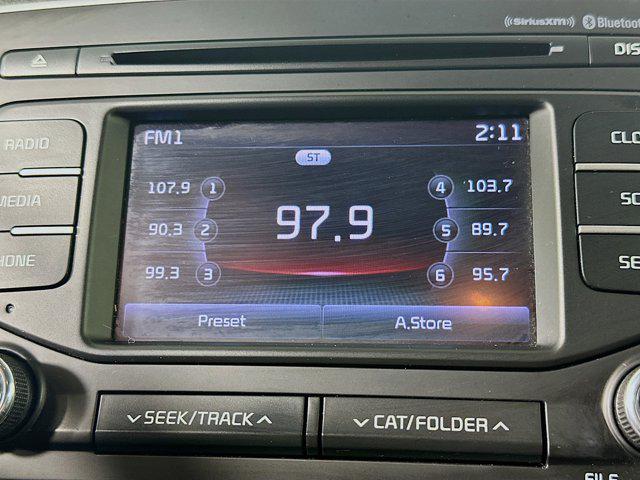 SiriusXM Bluetooth
DIS
RADIO
MEDIA
PHONE
FM1 2:11
ST
107.9 1 4 103.7
90.3 2 97.9 5 89.7
99.3 3 6 95.7
Preset A.Store
CLO
SC
SE
SEEK/TRACK CAT/FOLDER
FILE